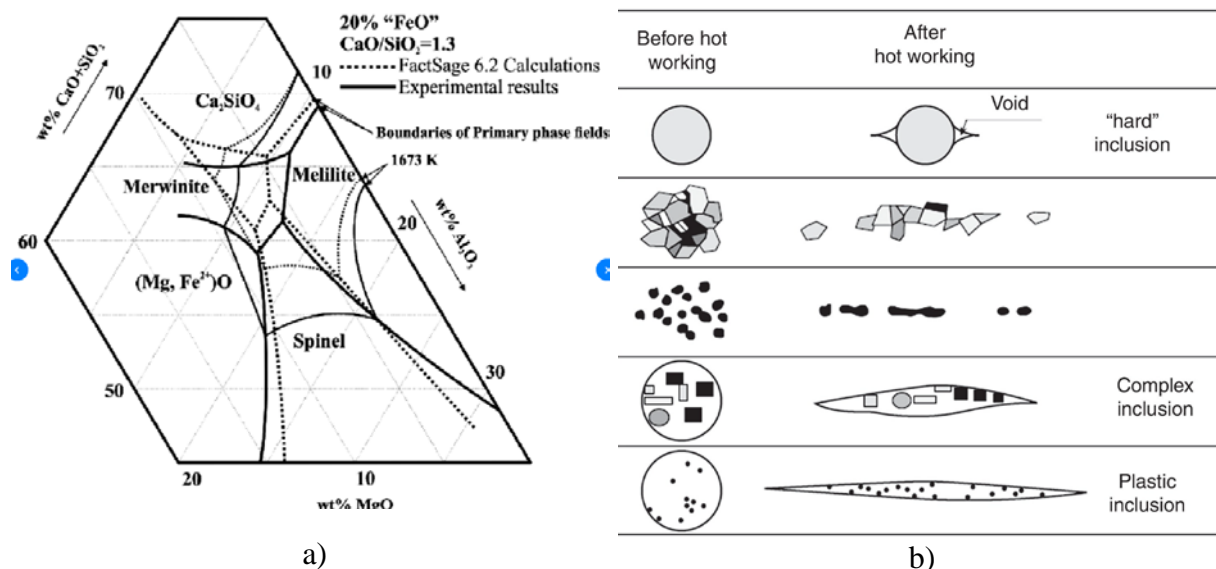 20% “FeO”
CaO/SiO₂=1.3
FactSage 6.2 Calculations
Experimental results
Boundaries of Primary phase fields
1673 K
wt% CaO+SiO₂
70
60
50
10
20
30
wt% Al₂O₃
Ca₂SiO₄
Merwinite
Melilite
(Mg, Fe²⁺)O
Spinel
20
10
wt% MgO
a)
Before hot
working
After
hot working
Void
“hard”
inclusion
Complex
inclusion
Plastic
inclusion
b)